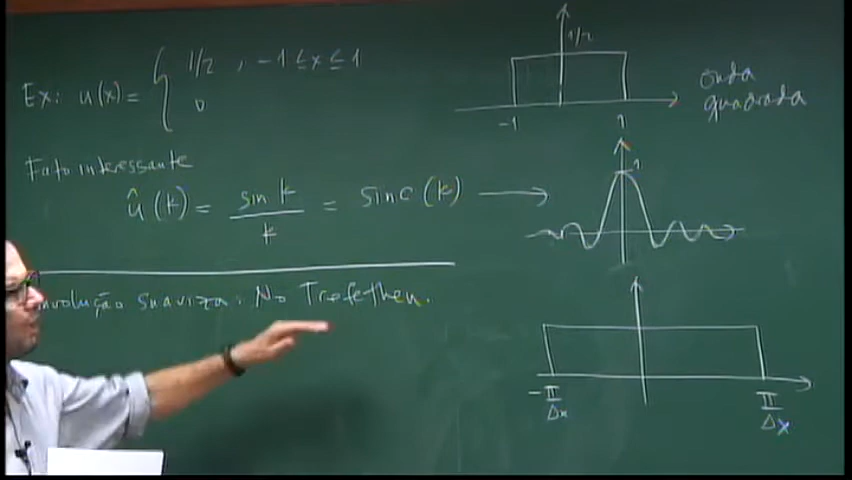 Ex: u(x) = { 1/2 , -1 ≤ x ≤ 1
0
1/2
-1 1
onda
quadrada
Fato interessante
û(k) = sin k / k = sinc(k) →
1
nvolução suaviza: No Trefethen.
-π/Δx π/Δx